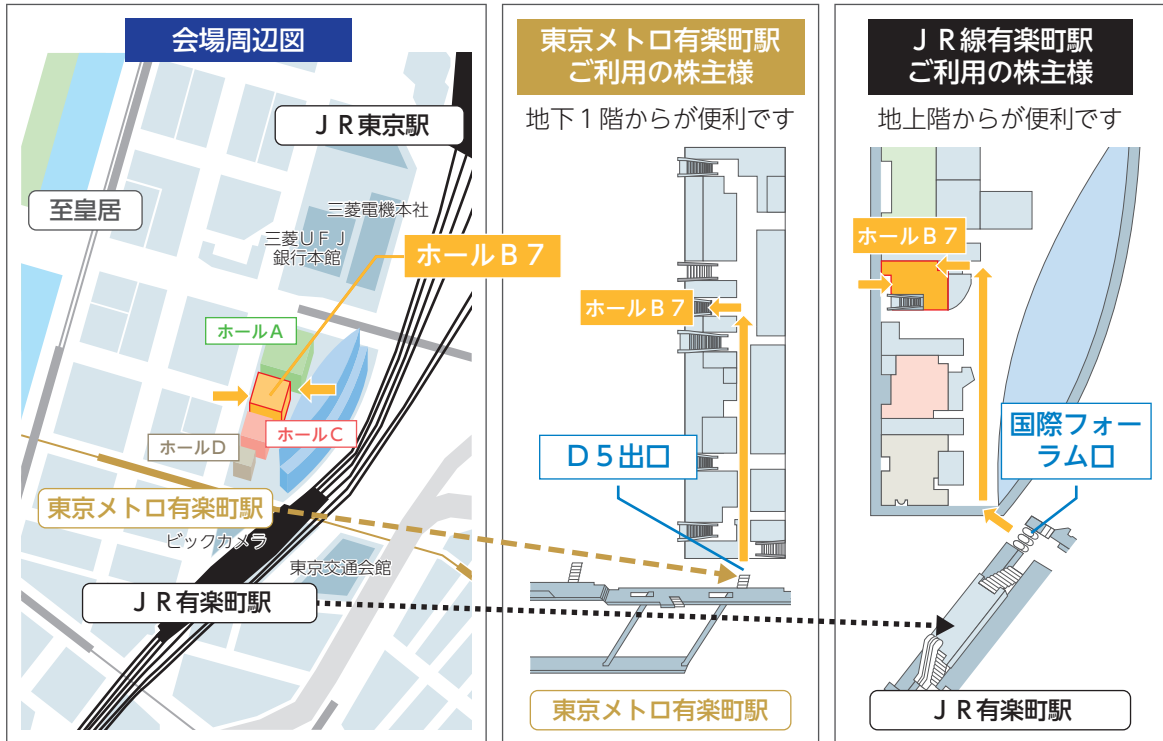 会場周辺図
ＪＲ東京駅
至皇居
三菱電機本社
三菱ＵＦＪ
銀行本館
ホールＢ７
ホールＡ
ホールＣ
ホールＤ
東京メトロ有楽町駅
ビックカメラ
東京交通会館
ＪＲ有楽町駅
東京メトロ有楽町駅
ご利用の株主様
地下１階からが便利です
ホールＢ７
Ｄ５出口
東京メトロ有楽町駅
ＪＲ線有楽町駅
ご利用の株主様
地上階からが便利です
ホールＢ７
国際フォー
ラム口
ＪＲ有楽町駅